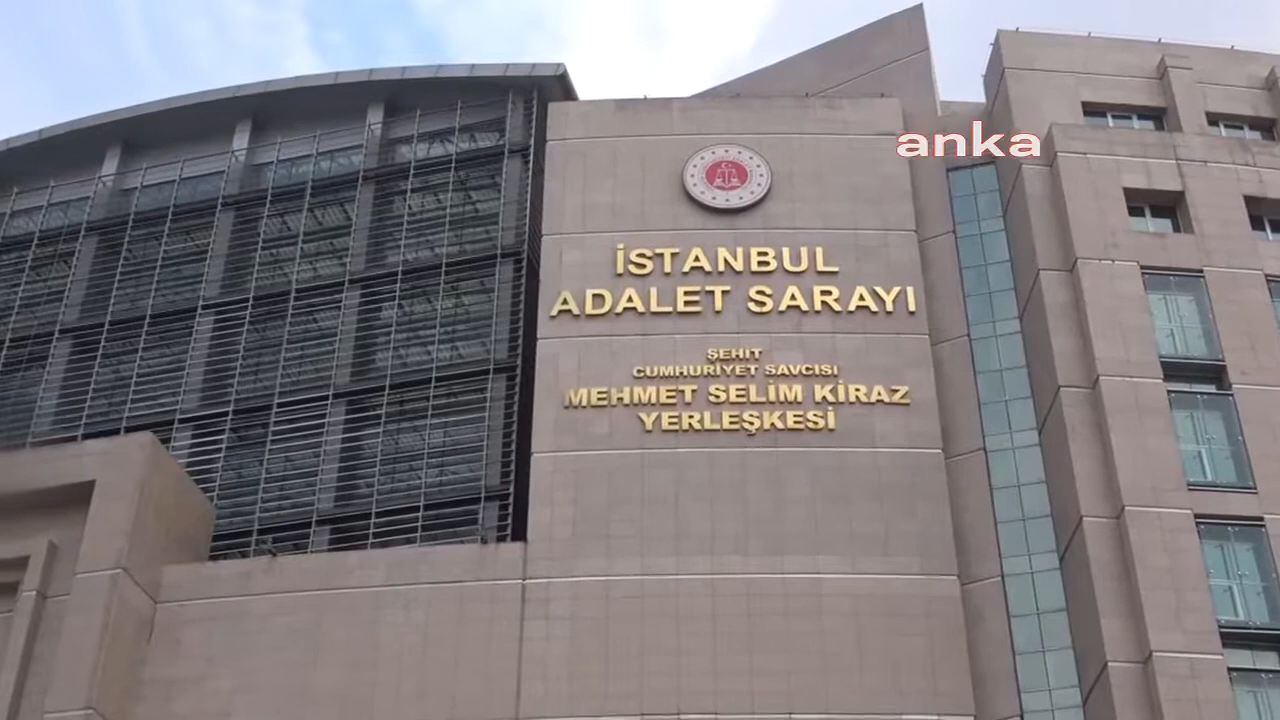 anka
İSTANBUL
ADALET SARAYI
ŞEHİT
CUMHURİYET SAVCISI
MEHMET SELİM KİRAZ
YERLEŞKESİ